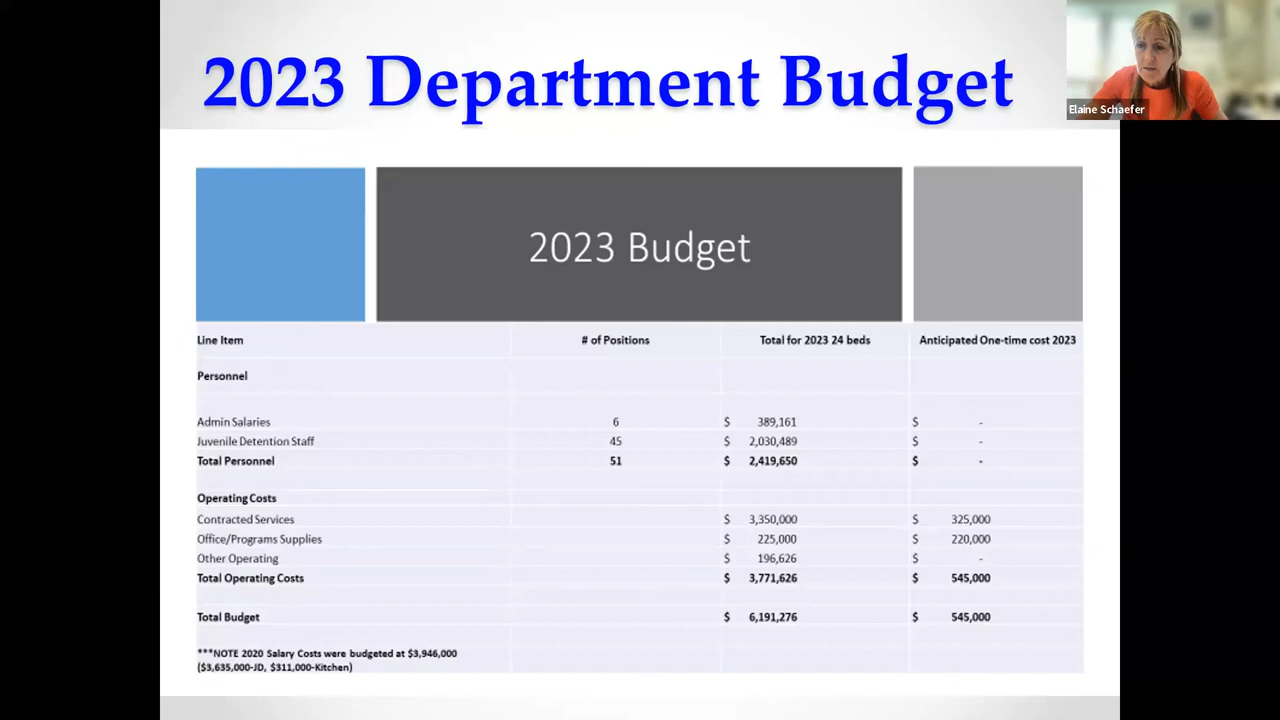 2023 Department Budget
Elaine Schaefer
2023 Budget
Line Item # of Positions Total for 2023 24 beds Anticipated One-time cost 2023
Personnel
Admin Salaries 6 $ 389,161 $ -
Juvenile Detention Staff 45 $ 2,030,489 $ -
Total Personnel 51 $ 2,419,650 $ -
Operating Costs
Contracted Services $ 3,350,000 $ 325,000
Office/Programs Supplies $ 225,000 $ 220,000
Other Operating $ 196,626 $ -
Total Operating Costs $ 3,771,626 $ 545,000
Total Budget $ 6,191,276 $ 545,000
***NOTE 2020 Salary Costs were budgeted at $3,946,000
($3,635,000-JD, $311,000-Kitchen)